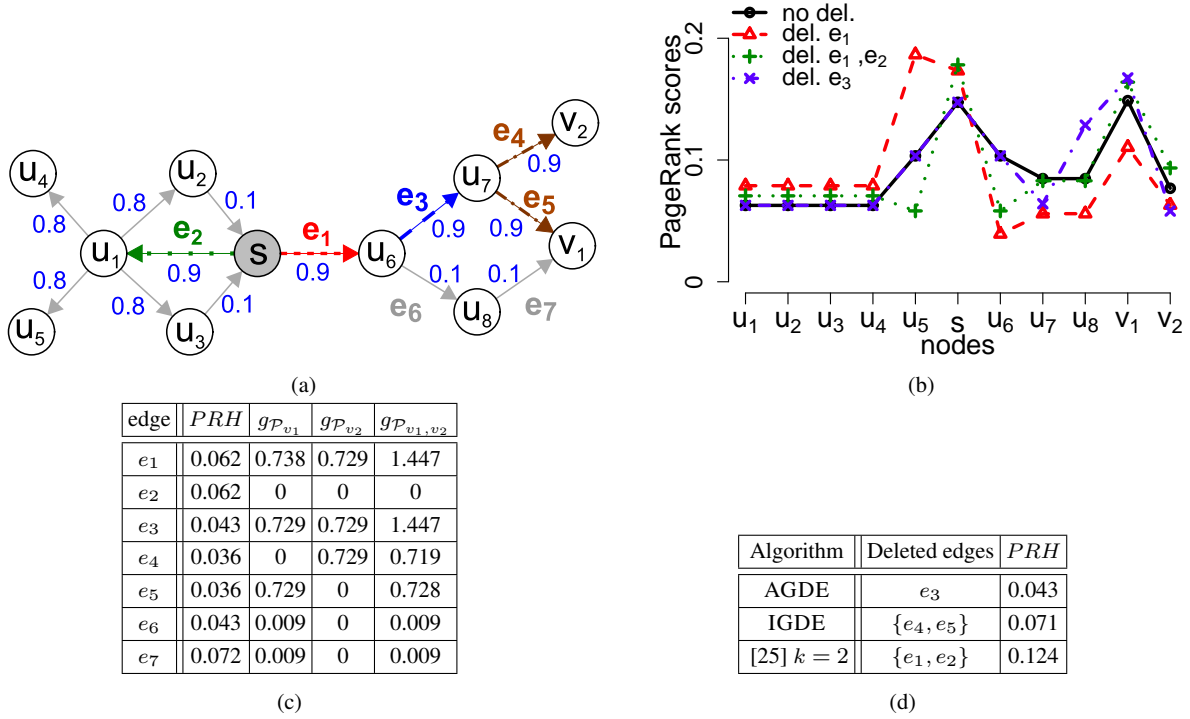 u4
u2
0.8
0.8
0.1
e2
u1
0.9
s
e1
0.9
u6
e3
0.9
u7
e4
0.9
v2
e5
0.9
v1
0.8
0.8
0.1
u5
u3
0.1
e6
u8
0.1
e7
(a)
no del.
del. e1
del. e1 ,e2
del. e3
PageRank scores
0.2
0.1
0
u1 u2 u3 u4 u5 s u6 u7 u8 v1 v2
nodes
(b)
edge PRH gPv1 gPv2 gPv1,v2
e1 0.062 0.738 0.729 1.447
e2 0.062 0 0 0
e3 0.043 0.729 0.729 1.447
e4 0.036 0 0.729 0.719
e5 0.036 0.729 0 0.728
e6 0.043 0.009 0 0.009
e7 0.072 0.009 0 0.009
(c)
Algorithm Deleted edges PRH
AGDE e3 0.043
IGDE {e4, e5} 0.071
[25] k = 2 {e1, e2} 0.124
(d)